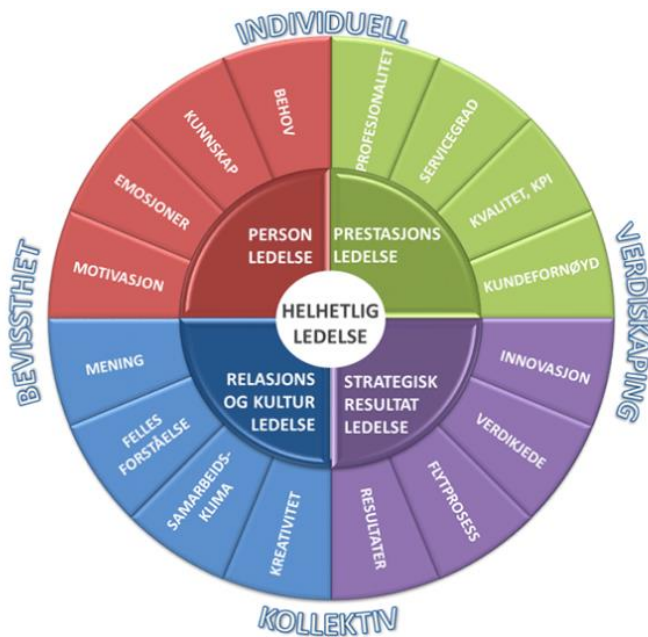 INDIVIDUELL
BEHOV
KUNNSKAP
EMOSJONER
MOTIVASJON
PROFESJONALITET
SERVICEGRAD
KVALITET, KPI
KUNDEFORNØYD
PERSON
LEDELSE
PRESTASJONS
LEDELSE
BEVISSTHET
VERDISKAPING
HELHETLIG
LEDELSE
RELASJONS
OG KULTUR
LEDELSE
STRATEGISK
RESULTAT
LEDELSE
MENING
FELLES
FORSTÅELSE
SAMARBEIDS-
KLIMA
KREATIVITET
INNOVASJON
VERDIKJEDE
FLYTPROSESS
RESULTATER
KOLLEKTIV